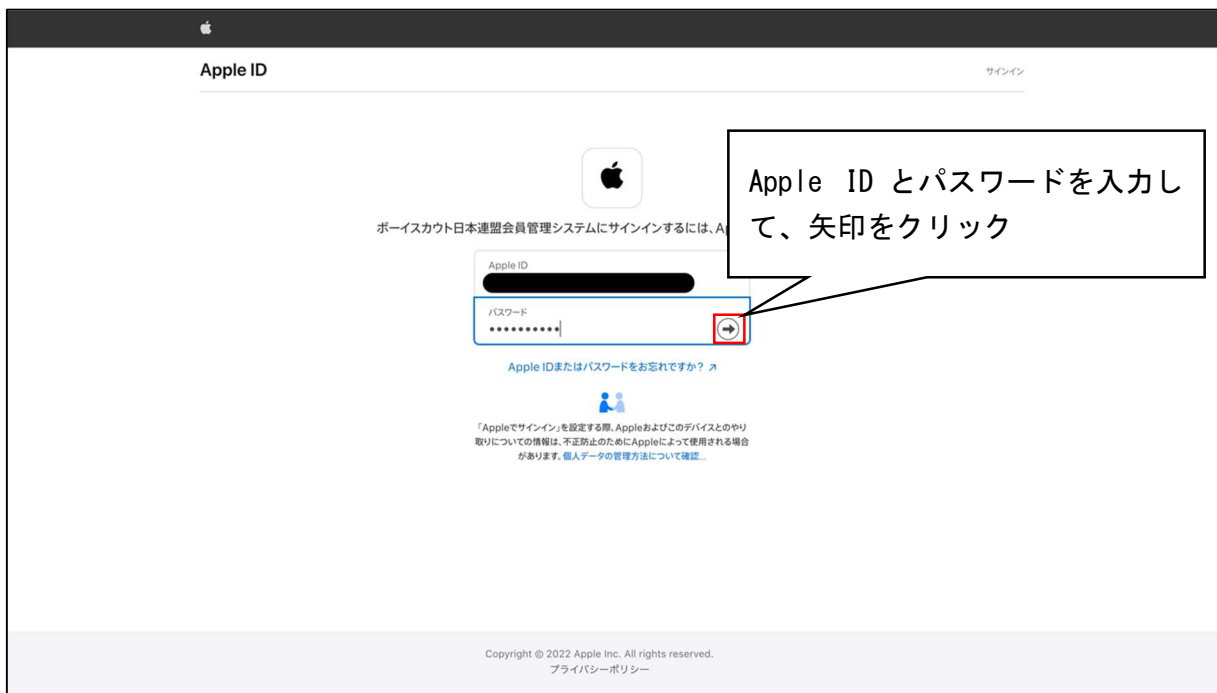 Apple ID
サインイン
Apple ID とパスワードを入力し
て、矢印をクリック
ボーイスカウト日本連盟会員管理システムにサインインするには、Ap
Apple ID
パスワード
Apple IDまたはパスワードをお忘れですか？
「Appleでサインイン」を設定する際、Appleおよびこのデバイスとのやり
取りについての情報は、不正防止のためにAppleによって使用される場合
があります。個人データの管理方法について確認...
Copyright © 2022 Apple Inc. All rights reserved.
プライバシーポリシー